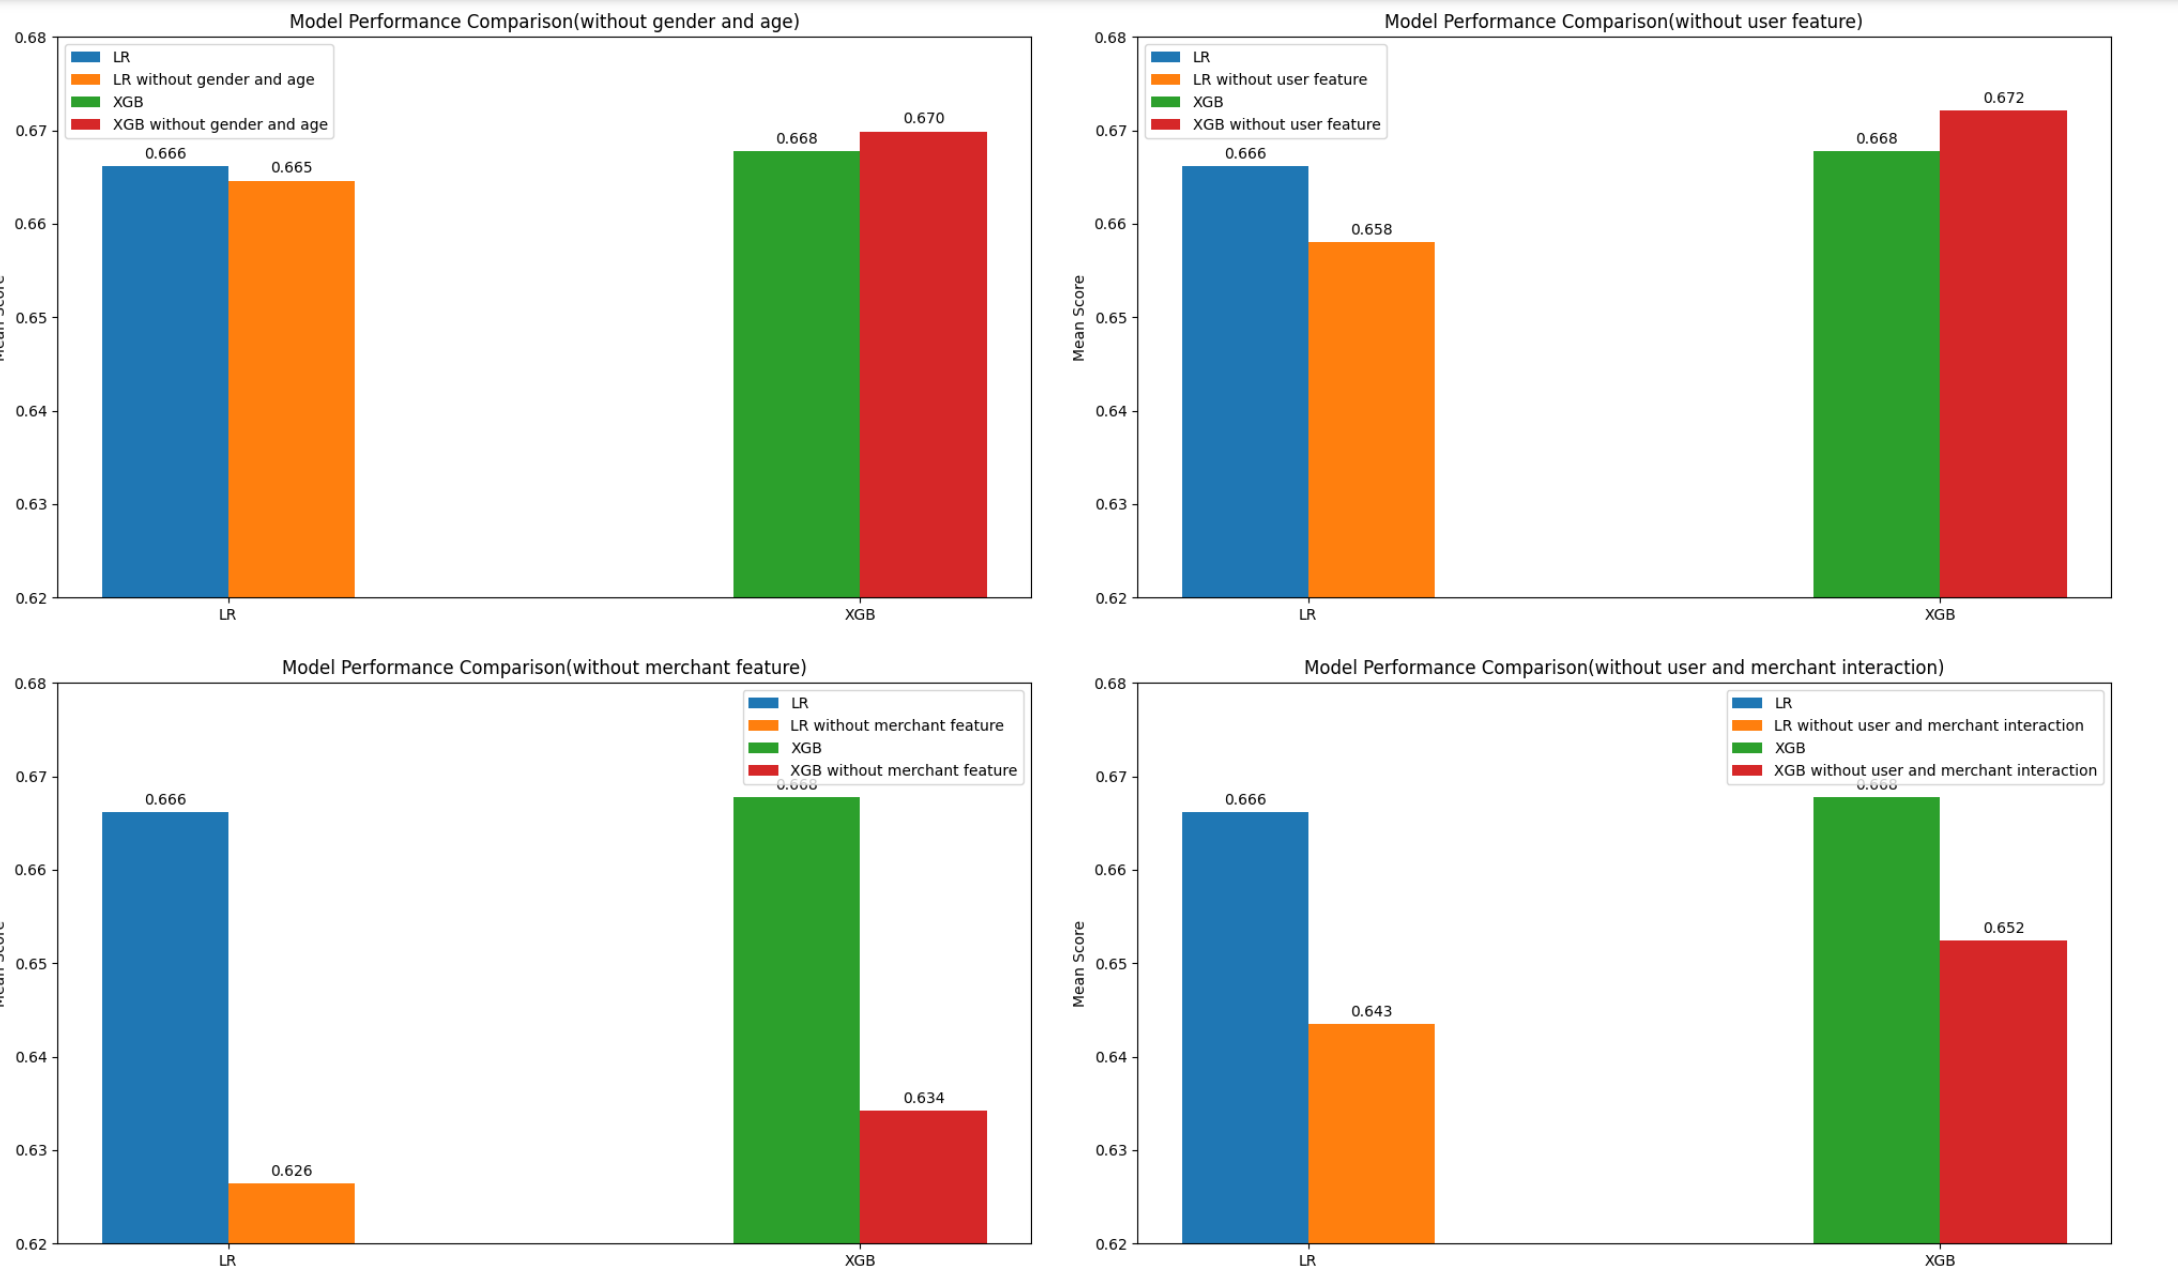 Model Performance Comparison(without gender and age)
0.68
0.67
0.66
0.65
0.64
0.63
0.62
LR
LR without gender and age
XGB
XGB without gender and age
0.666
0.665
0.668
0.670
LR
XGB
Model Performance Comparison(without user feature)
Mean Score
0.68
0.67
0.66
0.65
0.64
0.63
0.62
LR
LR without user feature
XGB
XGB without user feature
0.666
0.658
0.668
0.672
LR
XGB
Model Performance Comparison(without merchant feature)
0.68
0.67
0.66
0.65
0.64
0.63
0.62
LR
LR without merchant feature
XGB
XGB without merchant feature
0.666
0.626
0.668
0.634
LR
XGB
Model Performance Comparison(without user and merchant interaction)
Mean Score
0.68
0.67
0.66
0.65
0.64
0.63
0.62
LR
LR without user and merchant interaction
XGB
XGB without user and merchant interaction
0.666
0.643
0.668
0.652
LR
XGB